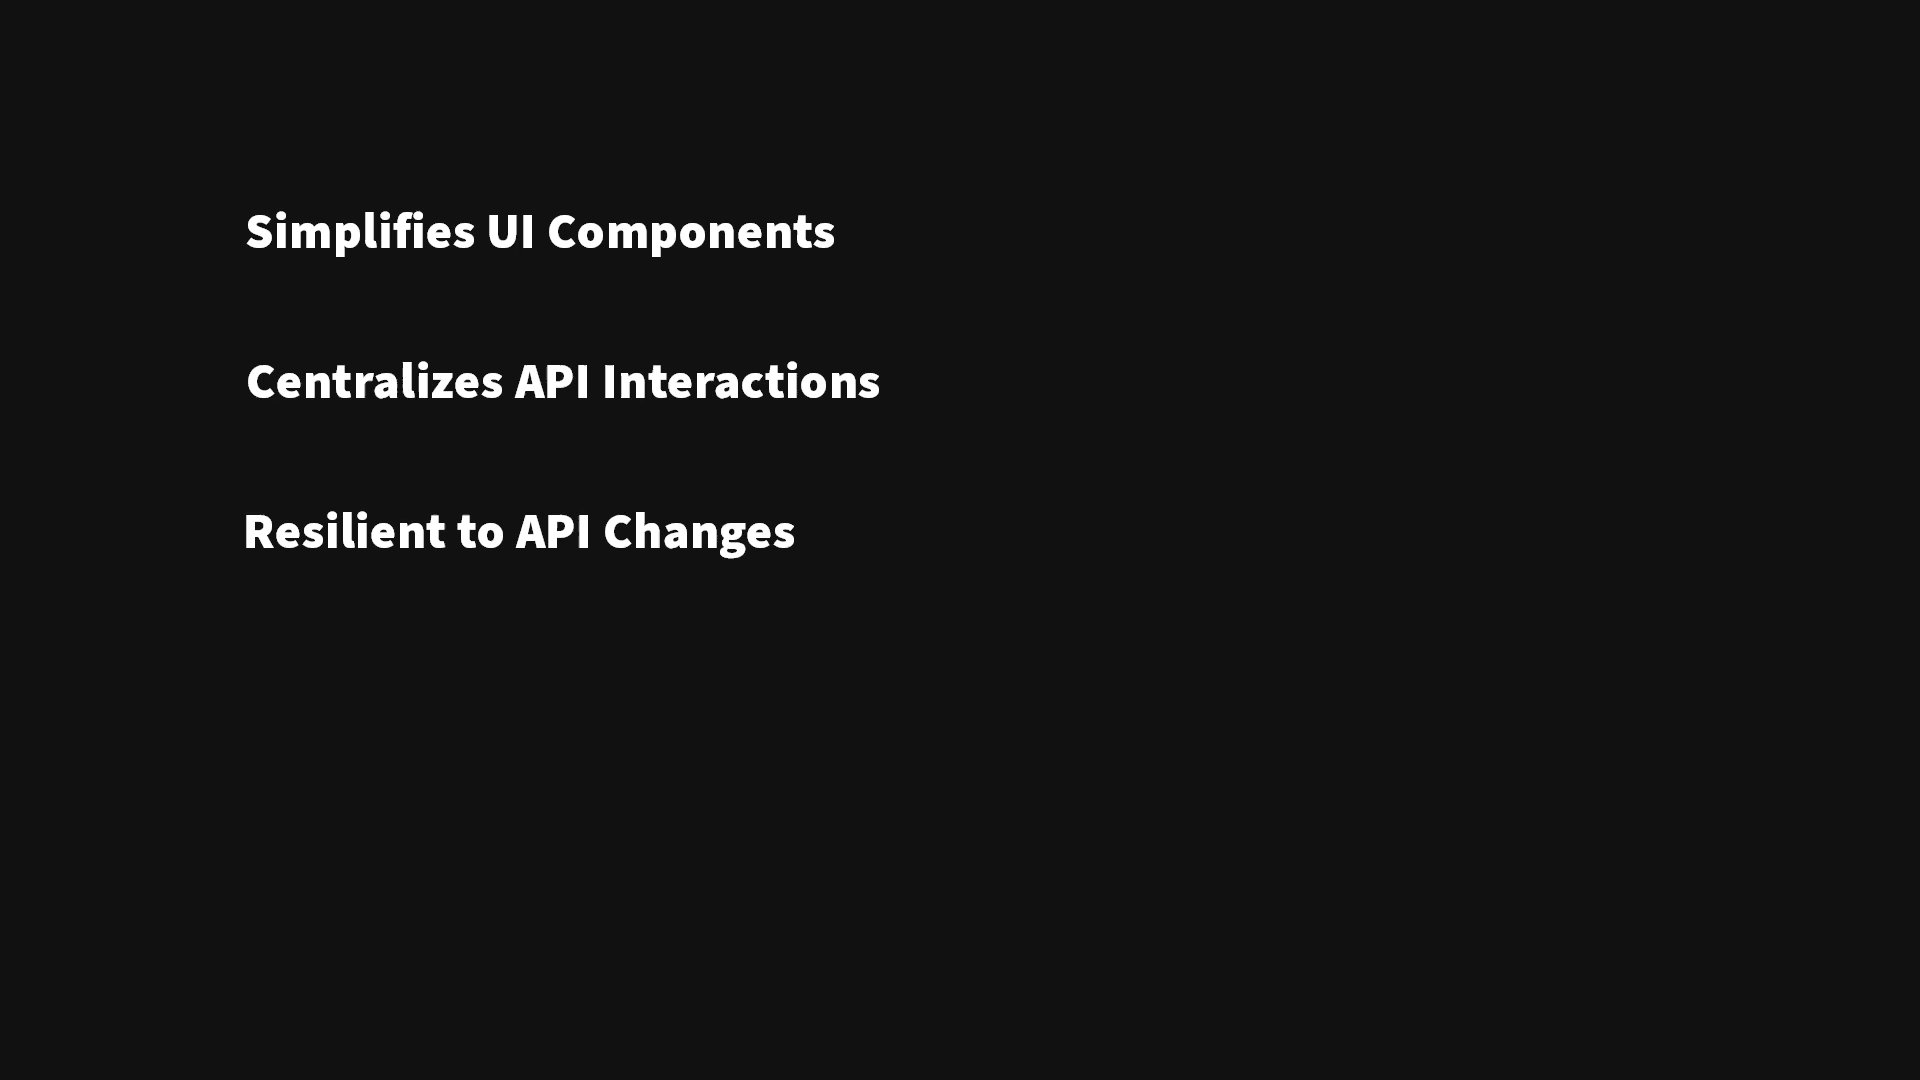 Simplifies UI Components
Centralizes API Interactions
Resilient to API Changes